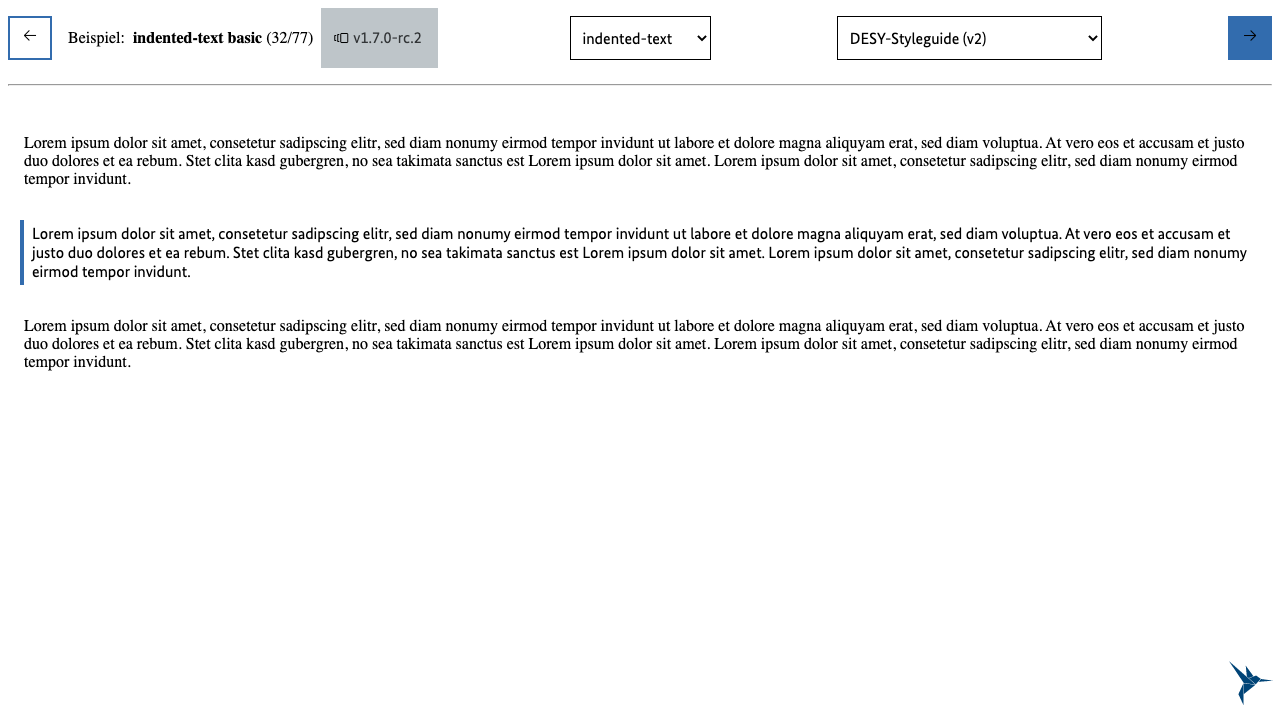 Beispiel: indented-text basic (32/77) v1.7.0-rc.2 indented-text DESY-Styleguide (v2)
Lorem ipsum dolor sit amet, consetetur sadipscing elitr, sed diam nonumy eirmod tempor invidunt ut labore et dolore magna aliquyam erat, sed diam voluptua. At vero eos et accusam et justo
duo dolores et ea rebum. Stet clita kasd gubergren, no sea takimata sanctus est Lorem ipsum dolor sit amet. Lorem ipsum dolor sit amet, consetetur sadipscing elitr, sed diam nonumy eirmod
tempor invidunt.
Lorem ipsum dolor sit amet, consetetur sadipscing elitr, sed diam nonumy eirmod tempor invidunt ut labore et dolore magna aliquyam erat, sed diam voluptua. At vero eos et accusam et
justo duo dolores et ea rebum. Stet clita kasd gubergren, no sea takimata sanctus est Lorem ipsum dolor sit amet. Lorem ipsum dolor sit amet, consetetur sadipscing elitr, sed diam nonumy
eirmod tempor invidunt.
Lorem ipsum dolor sit amet, consetetur sadipscing elitr, sed diam nonumy eirmod tempor invidunt ut labore et dolore magna aliquyam erat, sed diam voluptua. At vero eos et accusam et justo
duo dolores et ea rebum. Stet clita kasd gubergren, no sea takimata sanctus est Lorem ipsum dolor sit amet. Lorem ipsum dolor sit amet, consetetur sadipscing elitr, sed diam nonumy eirmod
tempor invidunt.